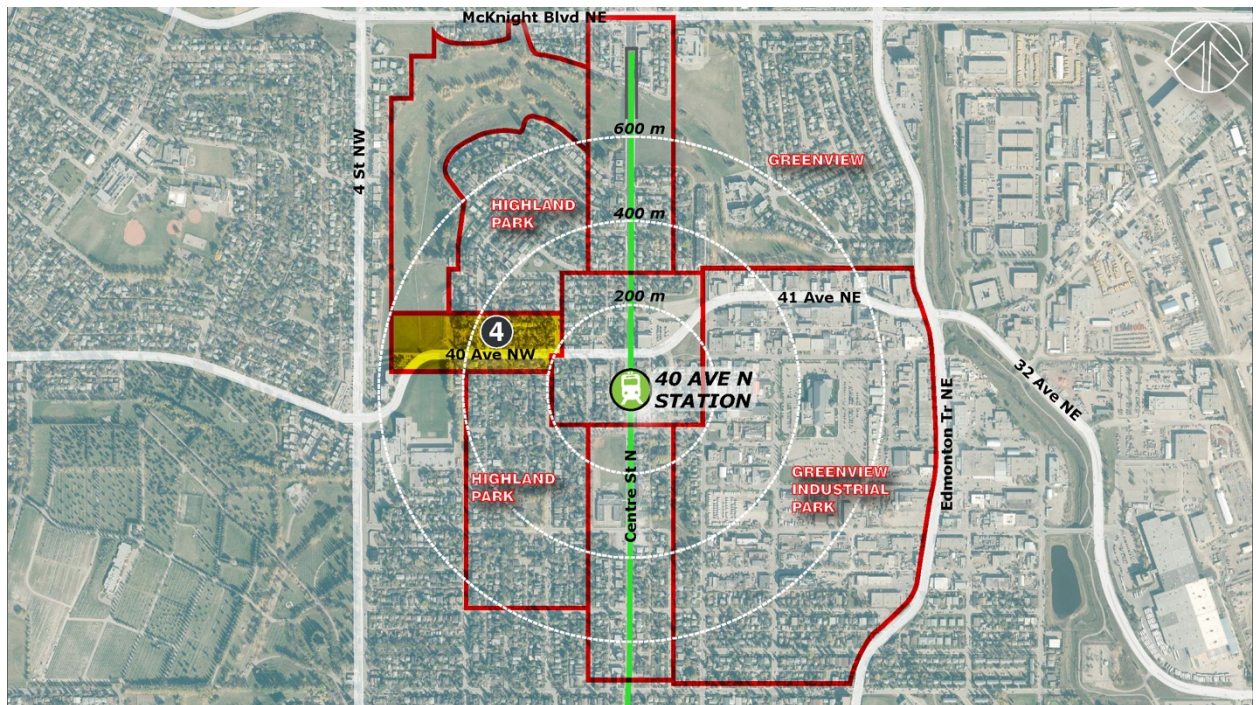 McKnight Blvd NE
600 m
4 St NW
GREENVIEW
HIGHLAND
PARK
400 m
200 m
41 Ave NE
4
40 Ave NW
40 AVE N
STATION
32 Ave NE
Edmonton Tr NE
HIGHLAND
PARK
Centre St N
GREENVIEW
INDUSTRIAL
PARK